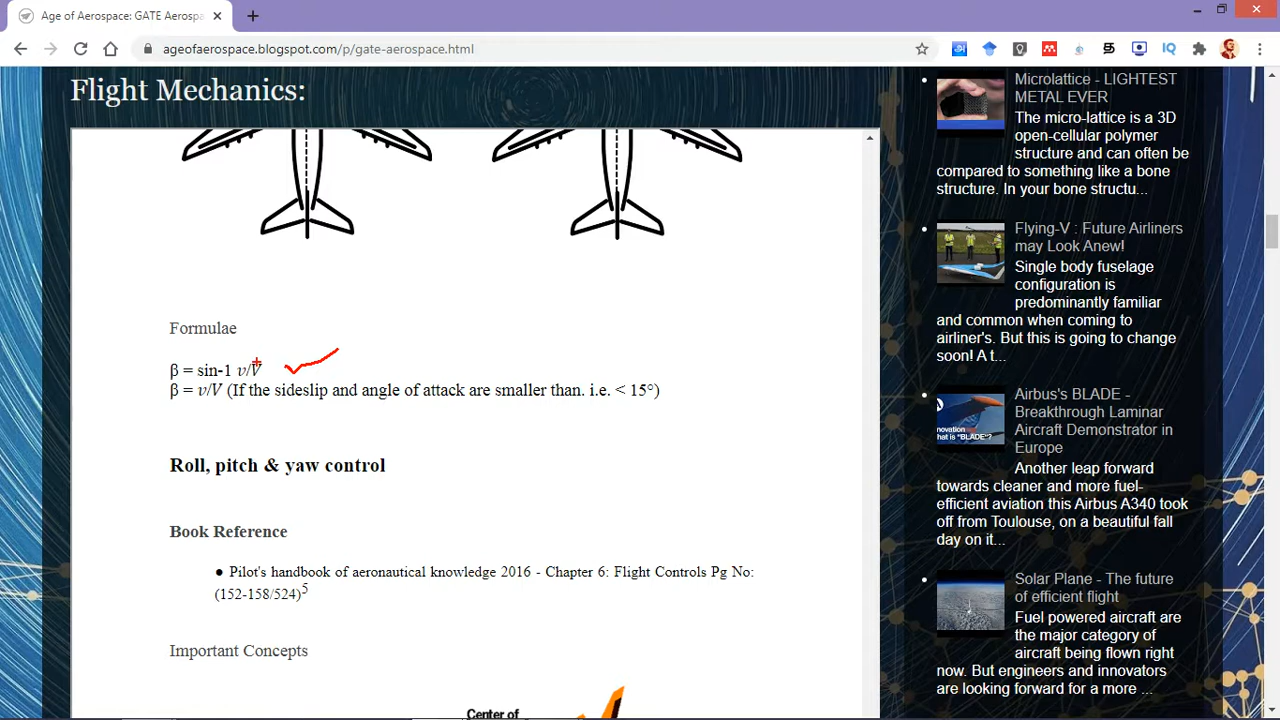 Age of Aerospace: GATE Aerospa
ageofaerospace.blogspot.com/p/gate-aerospace.html
IQ
Flight Mechanics:
Formulae
β = sin-1 v/V
β = v/V (If the sideslip and angle of attack are smaller than. i.e. < 15°)
Roll, pitch & yaw control
Book Reference
● Pilot's handbook of aeronautical knowledge 2016 - Chapter 6: Flight Controls Pg No:
(152-158/524)5
Important Concepts
Center of
Microlattice - LIGHTEST
METAL EVER
The micro-lattice is a 3D
open-cellular polymer
structure and can often be
compared to something like a bone
structure. In your bone structu...
Flying-V : Future Airliners
may Look Anew!
Single body fuselage
configuration is
predominantly familiar
and common when coming to
airliner's. But this is going to change
soon! A t...
nnovation
hat is "BLADE"?
Airbus's BLADE -
Breakthrough Laminar
Aircraft Demonstrator in
Europe
Another leap forward
towards cleaner and more fuel-
efficient aviation this Airbus A340 took
off from Toulouse, on a beautiful fall
day on it...
Solar Plane - The future
of efficient flight
Fuel powered aircraft are
the major category of
aircraft being flown right
now. But engineers and innovators
are looking forward for a more ...